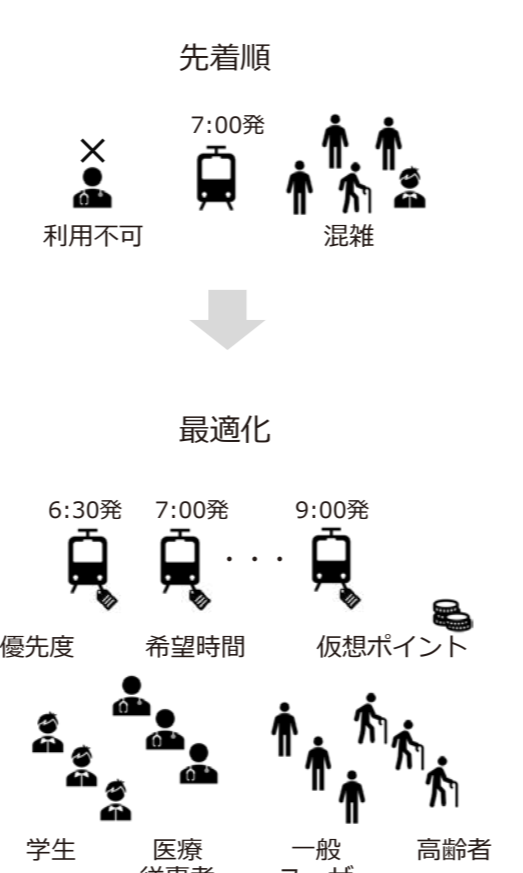 先着順
7:00発
利用不可
混雑
最適化
6:30発 7:00発 ・・・ 9:00発
優先度 希望時間 仮想ポイント
学生 医療 一般 高齢者